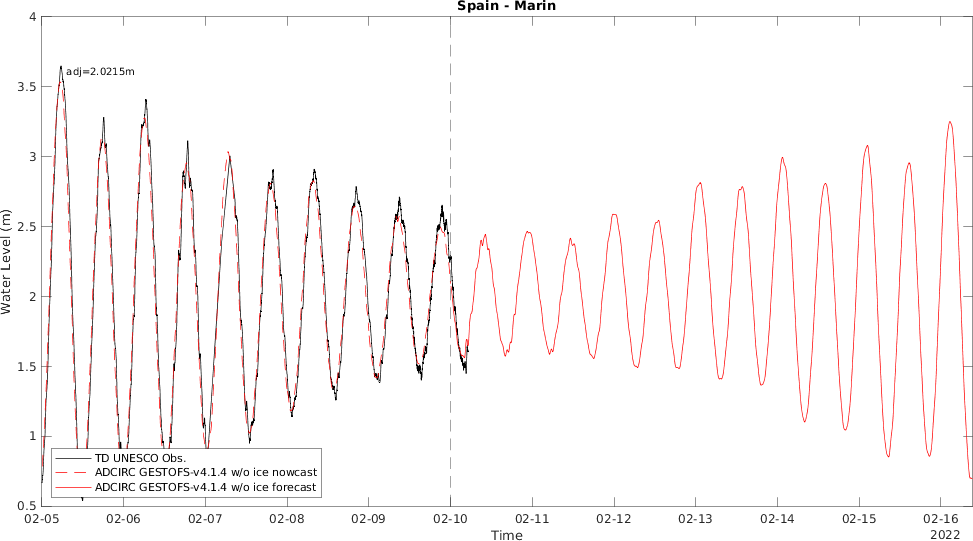 Spain - Marin
4
adj=2.0215m
3.5
3
2.5
Water Level (m)
2
1.5
1
TD UNESCO Obs.
ADCIRC GESTOFS-v4.1.4 w/o ice nowcast
ADCIRC GESTOFS-v4.1.4 w/o ice forecast
0.5
02-05 02-06 02-07 02-08 02-09 02-10 02-11 02-12 02-13 02-14 02-15 02-16
Time 2022